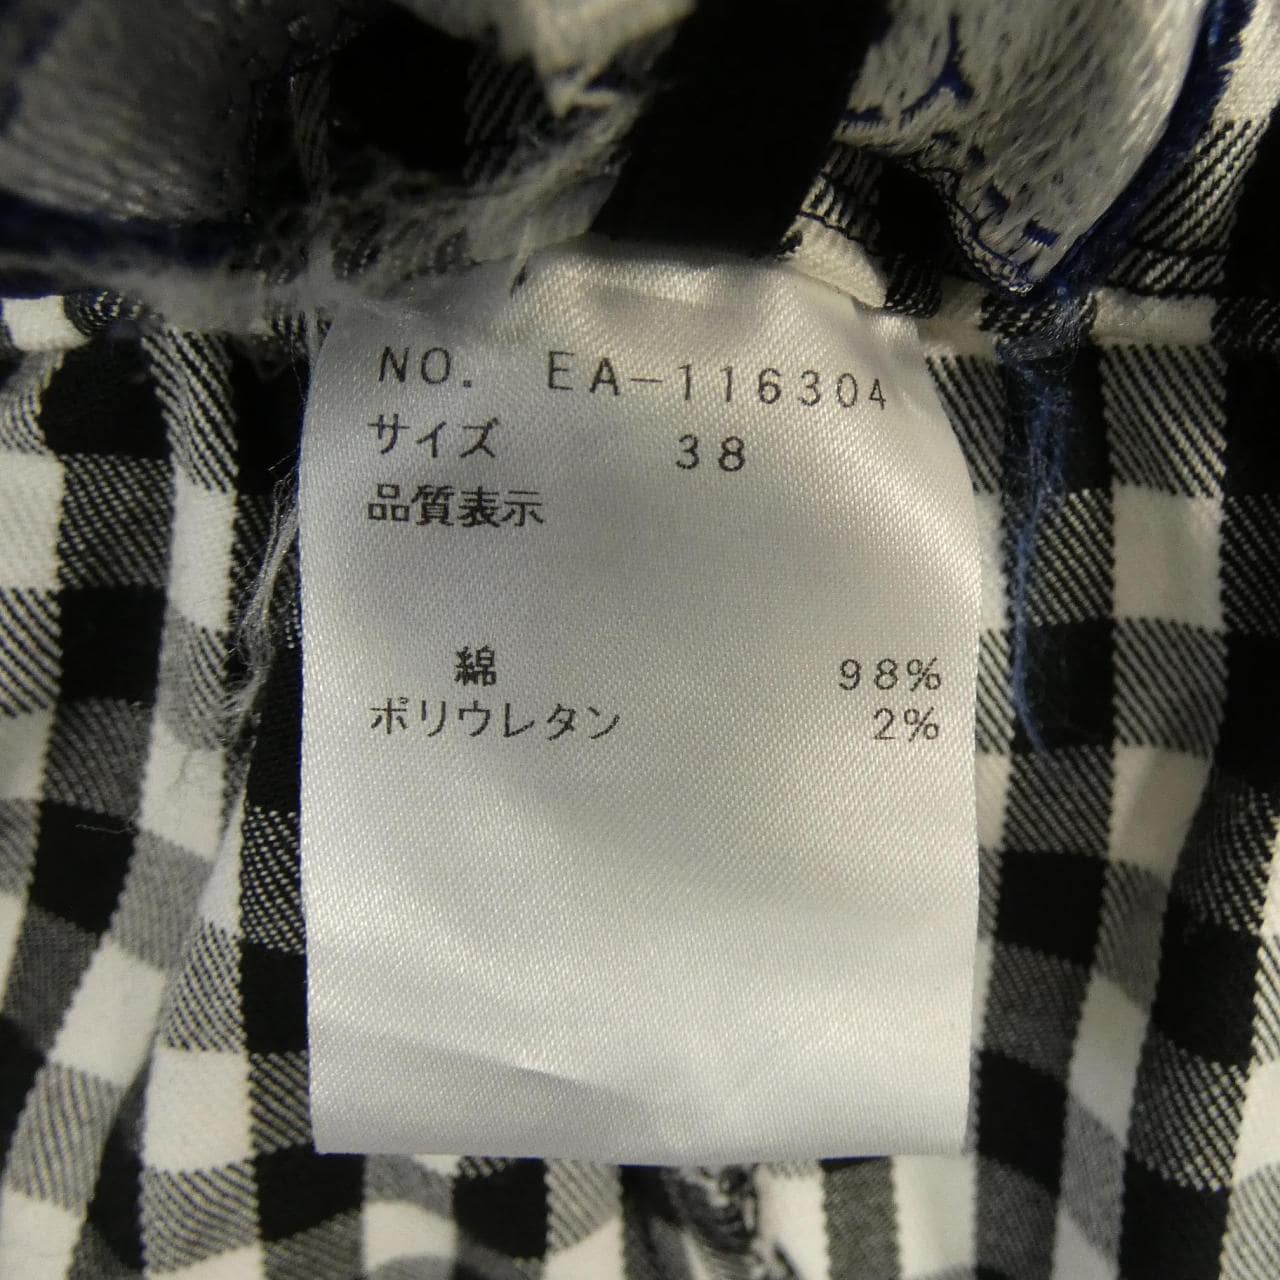 NO. EA-116304
サイズ 38
品質表示
綿 98%
ポリウレタン 2%